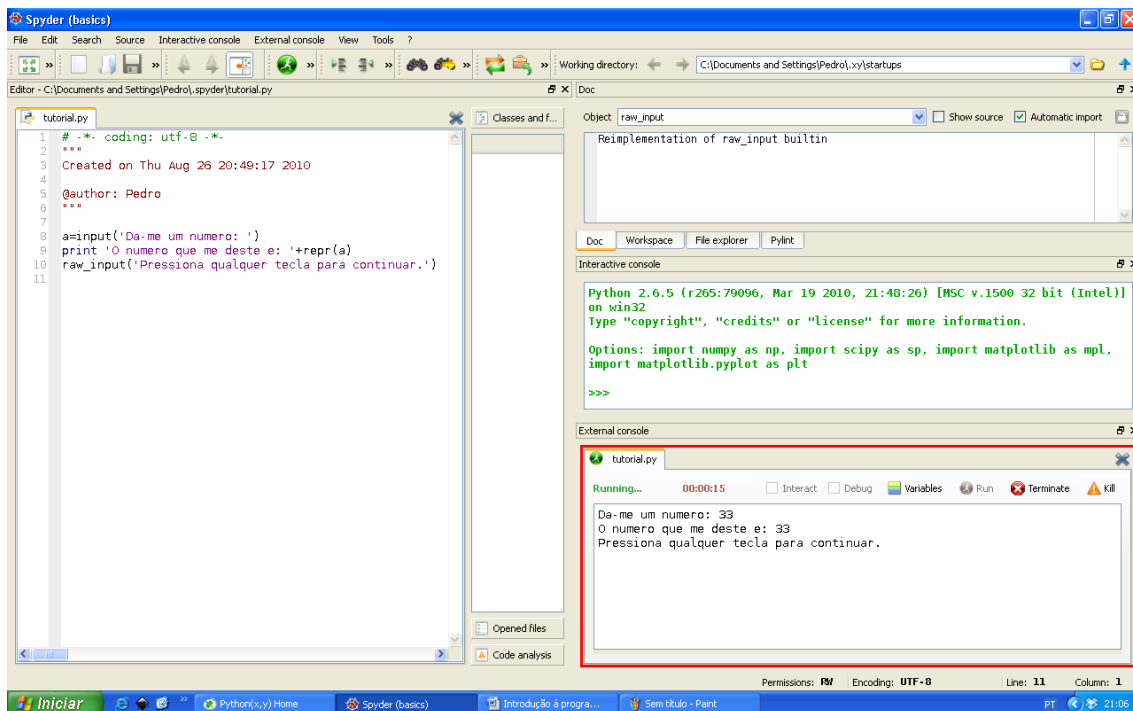 Spyder (basics)
File Edit Search Source Interactive console External console View Tools ?
Working directory: C:\Documents and Settings\Pedro\.xy\startups
Editor - C:\Documents and Settings\Pedro\.spyder\tutorial.py
tutorial.py
1 # -*- coding: utf-8 -*-
2 """
3 Created on Thu Aug 26 20:49:17 2010
4
5 @author: Pedro
6 """
7
8 a=input('Da-me um numero: ')
9 print 'O numero que me deste e: '+repr(a)
10 raw_input('Pressiona qualquer tecla para continuar.')
11
Classes and f...
Opened files
Code analysis
Doc
Object raw_input Show source Automatic import
Reimplementation of raw_input builtin
Doc Workspace File explorer Pylint
Interactive console
Python 2.6.5 (r265:79096, Mar 19 2010, 21:48:26) [MSC v.1500 32 bit (Intel)]
on win32
Type "copyright", "credits" or "license" for more information.
Options: import numpy as np, import scipy as sp, import matplotlib as mpl,
import matplotlib.pyplot as plt
>>>
External console
tutorial.py
Running... 00:00:15 Interact Debug Variables Run Terminate Kill
Da-me um numero: 33
O numero que me deste e: 33
Pressiona qualquer tecla para continuar.
Permissions: RW Encoding: UTF-8 Line: 11 Column: 1
Iniciar Python(x,y) Home Spyder (basics) Introdução à progra... Sem título - Paint PT 21:06